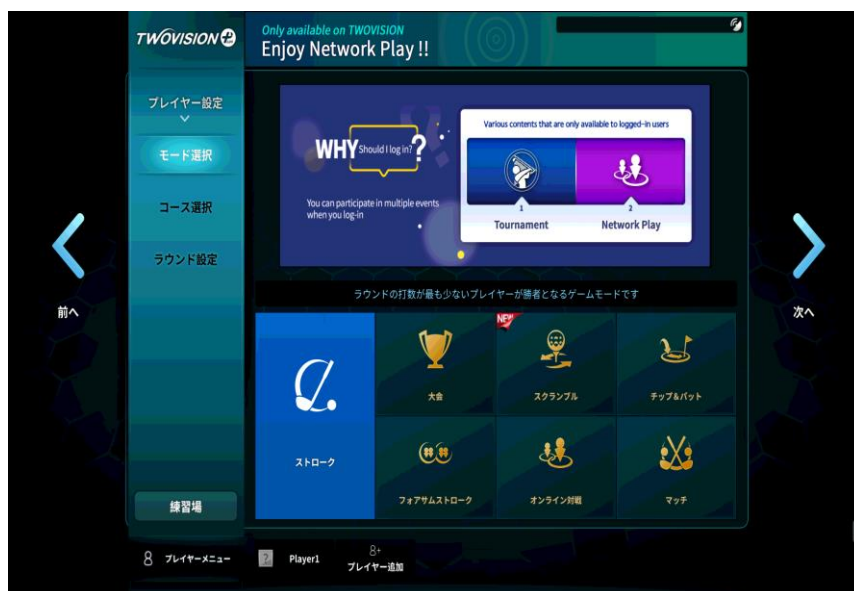 TWOVISION
Only available on TWOVISION
Enjoy Network Play !!
プレイヤー設定
モード選択
コース選択
ラウンド設定
WHY Should I log in? ?
You can participate in multiple events
when you log-in
Various contents that are only available to logged-in users
1
Tournament
2
Network Play
前へ
次へ
ラウンドの打数が最も少ないプレイヤーが勝者となるゲームモードです
ストローク
大会
NEW
スクランブル
チップ&パット
フォアサムストローク
オンライン対戦
マッチ
練習場
プレイヤーメニュー
Player1
プレイヤー追加